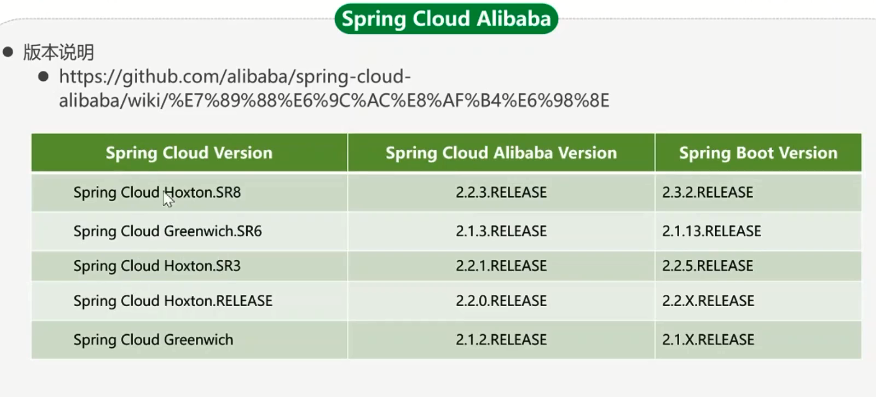 Spring Cloud Alibaba
版本说明
https://github.com/alibaba/spring-cloud-
alibaba/wiki/%E7%89%88%E6%9C%AC%E8%AF%B4%E6%98%8E
Spring Cloud Version Spring Cloud Alibaba Version Spring Boot Version
Spring Cloud Hoxton.SR8 2.2.3.RELEASE 2.3.2.RELEASE
Spring Cloud Greenwich.SR6 2.1.3.RELEASE 2.1.13.RELEASE
Spring Cloud Hoxton.SR3 2.2.1.RELEASE 2.2.5.RELEASE
Spring Cloud Hoxton.RELEASE 2.2.0.RELEASE 2.2.X.RELEASE
Spring Cloud Greenwich 2.1.2.RELEASE 2.1.X.RELEASE